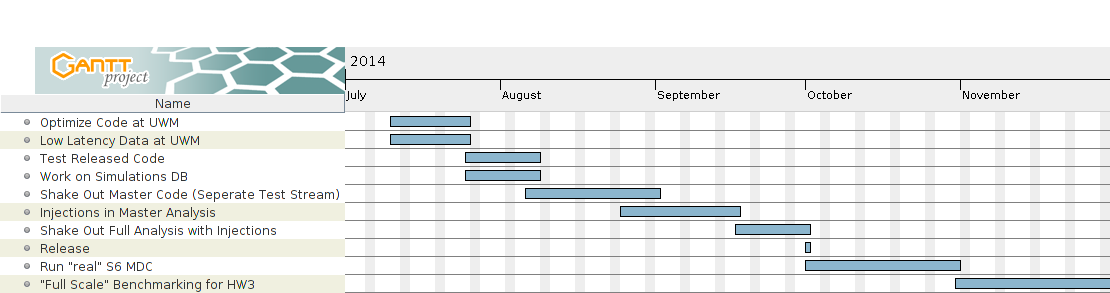 GANTT
project
2014
July August September October November
Name
Optimize Code at UWM
Low Latency Data at UWM
Test Released Code
Work on Simulations DB
Shake Out Master Code (Seperate Test Stream)
Injections in Master Analysis
Shake Out Full Analysis with Injections
Release
Run "real" S6 MDC
"Full Scale" Benchmarking for HW3